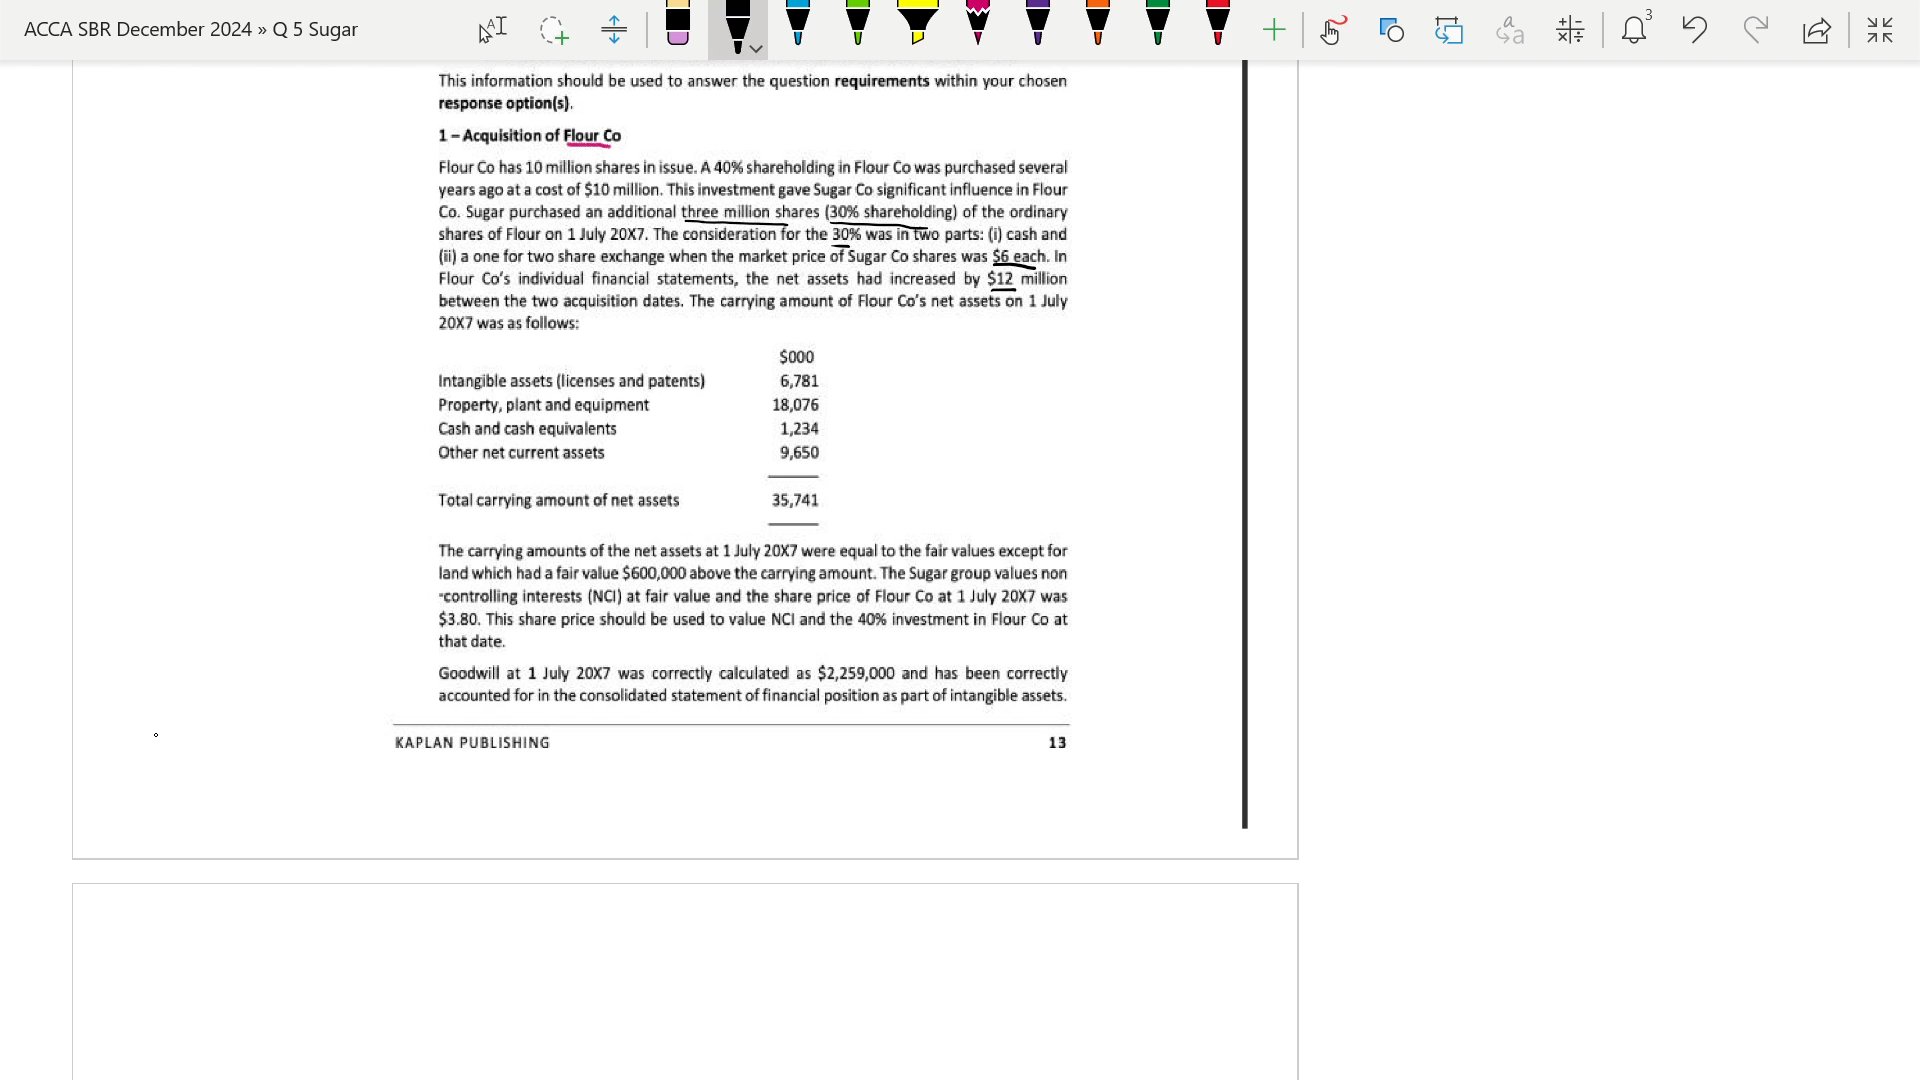 ACCA SBR December 2024 » Q 5 Sugar
3
This information should be used to answer the question requirements within your chosen
response option(s).
1 – Acquisition of Flour Co
Flour Co has 10 million shares in issue. A 40% shareholding in Flour Co was purchased several
years ago at a cost of $10 million. This investment gave Sugar Co significant influence in Flour
Co. Sugar purchased an additional three million shares (30% shareholding) of the ordinary
shares of Flour on 1 July 20X7. The consideration for the 30% was in two parts: (i) cash and
(ii) a one for two share exchange when the market price of Sugar Co shares was $6 each. In
Flour Co's individual financial statements, the net assets had increased by $12 million
between the two acquisition dates. The carrying amount of Flour Co's net assets on 1 July
20X7 was as follows:
$000
Intangible assets (licenses and patents) 6,781
Property, plant and equipment 18,076
Cash and cash equivalents 1,234
Other net current assets 9,650
Total carrying amount of net assets 35,741
The carrying amounts of the net assets at 1 July 20X7 were equal to the fair values except for
land which had a fair value $600,000 above the carrying amount. The Sugar group values non
-controlling interests (NCI) at fair value and the share price of Flour Co at 1 July 20X7 was
$3.80. This share price should be used to value NCI and the 40% investment in Flour Co at
that date.
Goodwill at 1 July 20X7 was correctly calculated as $2,259,000 and has been correctly
accounted for in the consolidated statement of financial position as part of intangible assets.
KAPLAN PUBLISHING 13